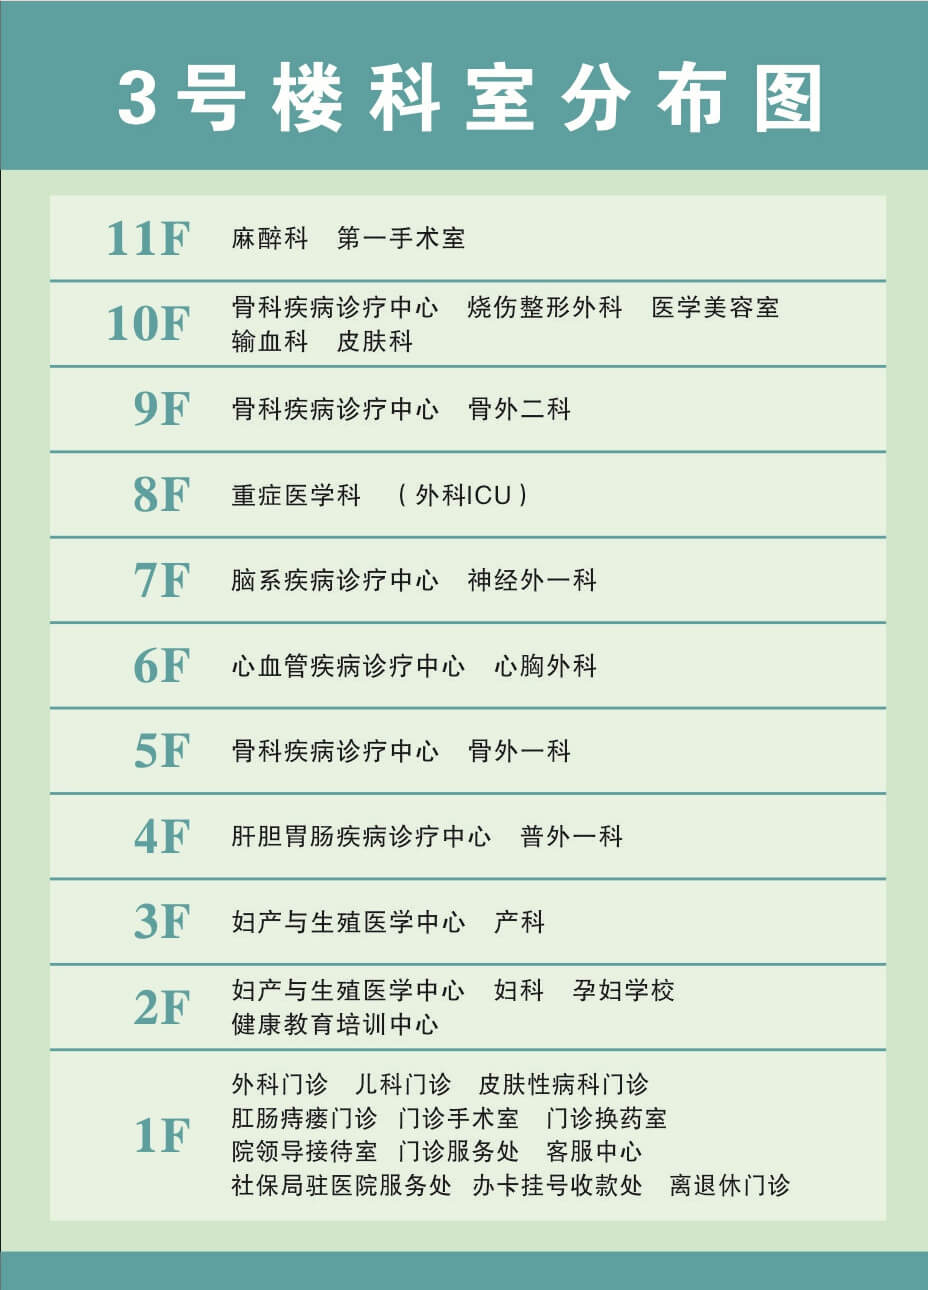 3号楼科室分布图
11F 麻醉科 第一手术室
10F 骨科疾病诊疗中心 烧伤整形外科 医学美容室
输血科 皮肤科
9F 骨科疾病诊疗中心 骨外二科
8F 重症医学科 （外科ICU）
7F 脑系疾病诊疗中心 神经外一科
6F 心血管疾病诊疗中心 心胸外科
5F 骨科疾病诊疗中心 骨外一科
4F 肝胆胃肠疾病诊疗中心 普外一科
3F 妇产与生殖医学中心 产科
2F 妇产与生殖医学中心 妇科 孕妇学校
健康教育培训中心
1F 外科门诊 儿科门诊 皮肤性病科门诊
肛肠痔瘘门诊 门诊手术室 门诊换药室
院领导接待室 门诊服务处 客服中心
社保局驻医院服务处 办卡挂号收款处 离退休门诊